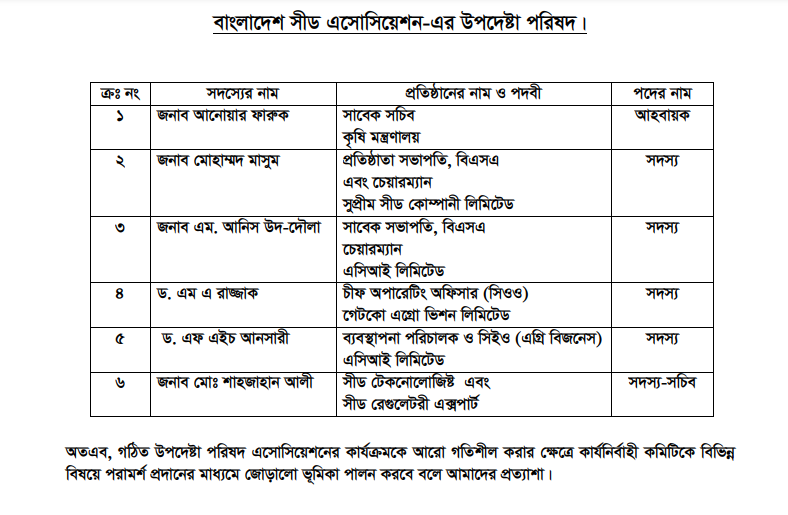 বাংলাদেশ সীড এসোসিয়েশন-এর উপদেষ্টা পরিষদ।
ক্রঃ নং সদস্যের নাম প্রতিষ্ঠানের নাম ও পদবী পদের নাম
১ জনাব আনোয়ার ফারুক সাবেক সচিব আহবায়ক
কৃষি মন্ত্রণালয়
২ জনাব মোহাম্মদ মাসুম প্রতিষ্ঠাতা সভাপতি, বিএসএ সদস্য
এবং চেয়ারম্যান
সুপ্রীম সীড কোম্পানী লিমিটেড
৩ জনাব এম. আনিস উদ-দৌলা সাবেক সভাপতি, বিএসএ সদস্য
চেয়ারম্যান
এসিআই লিমিটেড
৪ ড. এম এ রাজ্জাক চীফ অপারেটিং অফিসার (সিওও) সদস্য
গেটকো এগ্রো ভিশন লিমিটেড
৫ ড. এফ এইচ আনসারী ব্যবস্থাপনা পরিচালক ও সিইও (এগ্রি বিজনেস) সদস্য
এসিআই লিমিটেড
৬ জনাব মোঃ শাহজাহান আলী সীড টেকনোলোজিষ্ট এবং সদস্য-সচিব
সীড রেগুলেটরী এক্সপার্ট
অতএব, গঠিত উপদেষ্টা পরিষদ এসোসিয়েশনের কার্যক্রমকে আরো গতিশীল করার ক্ষেত্রে কার্যনির্বাহী কমিটিকে বিভিন্ন
বিষয়ে পরামর্শ প্রদানের মাধ্যমে জোড়ালো ভূমিকা পালন করবে বলে আমাদের প্রত্যাশা।